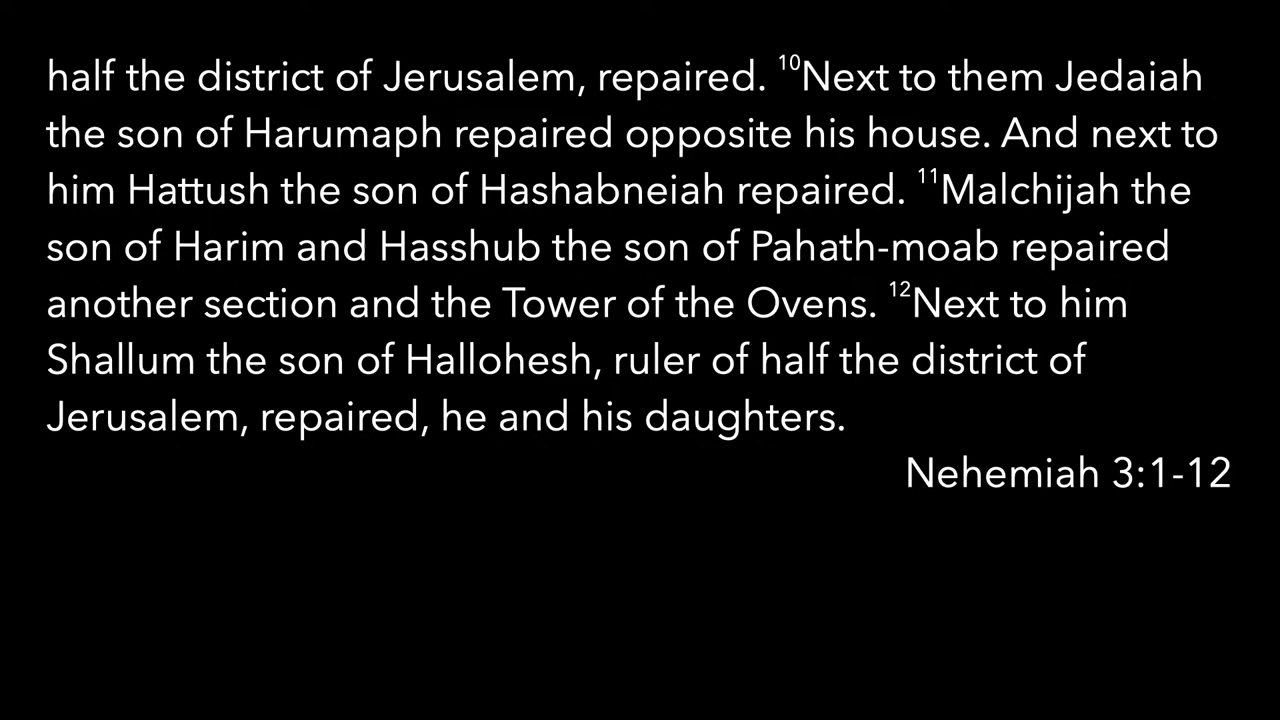 half the district of Jerusalem, repaired. ¹⁰Next to them Jedaiah
the son of Harumaph repaired opposite his house. And next to
him Hattush the son of Hashabneiah repaired. ¹¹Malchijah the
son of Harim and Hasshub the son of Pahath-moab repaired
another section and the Tower of the Ovens. ¹²Next to him
Shallum the son of Hallohesh, ruler of half the district of
Jerusalem, repaired, he and his daughters.
Nehemiah 3:1-12